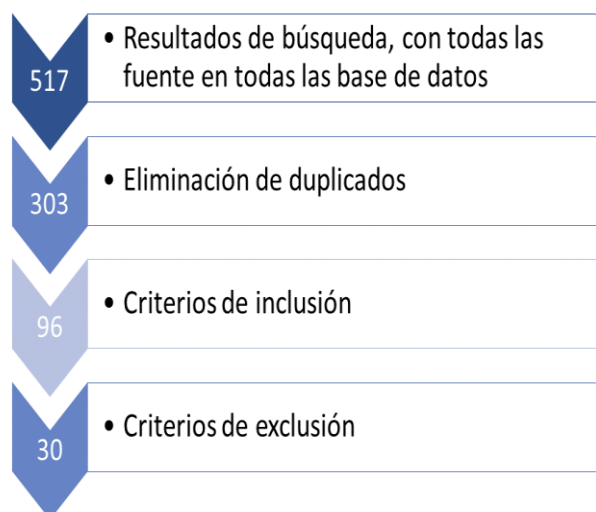 517
• Resultados de búsqueda, con todas las
fuente en todas las base de datos
303
• Eliminación de duplicados
96
• Criterios de inclusión
30
• Criterios de exclusión